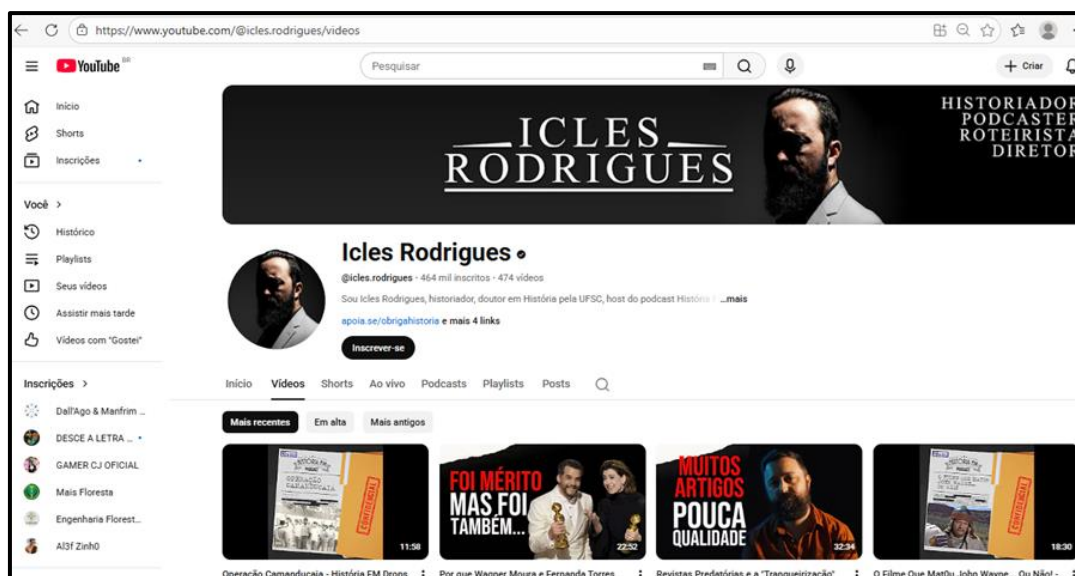 https://www.youtube.com/@icles.rodrigues/videos
YouTube BR
Pesquisar
Criar
Início
Shorts
Inscrições
Você
Histórico
Playlists
Seus vídeos
Assistir mais tarde
Vídeos com "Gostei"
Inscrições
Dall'Ago & Manfrim ...
DESCE A LETRA ...
GAMER CJ OFICIAL
Mais Floresta
Engenharia Florest...
Al3f Zinh0
ICLES
RODRIGUES
HISTORIADOR
PODCASTER
ROTEIRISTA
DIRETOR
Icles Rodrigues
@icles.rodrigues • 464 mil inscritos • 474 vídeos
Sou Icles Rodrigues, historiador, doutor em História pela UFSC, host do podcast História ...mais
apoia.se/obrigahistoria e mais 4 links
Inscrever-se
Início Vídeos Shorts Ao vivo Podcasts Playlists Posts
Mais recentes Em alta Mais antigos
OPERAÇÃO
CAMANDUCAIA
CONFIDENCIAL
11:58
FOI MÉRITO
MAS FOI
TAMBÉM...
22:52
MUITOS
ARTIGOS
POUCA
QUALIDADE
32:34
CONFIDENCIAL
18:30
Operação Camanducaia - História FM Drops
Por que Wagner Moura e Fernanda Torres
Revistas Predatórias e a "Tranqueirização"
O Filme Que Mat0u John Wayne... Ou Não! -